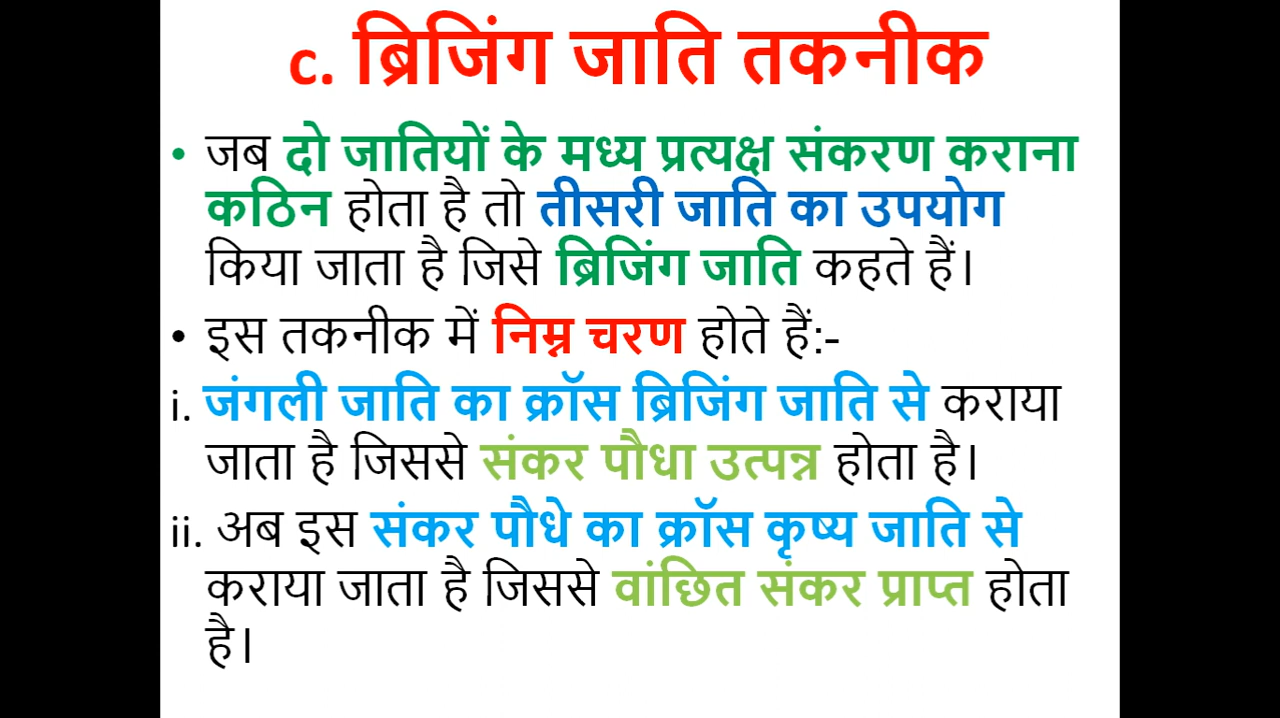 c. ब्रिजिंग जाति तकनीक
• जब दो जातियों के मध्य प्रत्यक्ष संकरण कराना
कठिन होता है तो तीसरी जाति का उपयोग
किया जाता है जिसे ब्रिजिंग जाति कहते हैं।
• इस तकनीक में निम्न चरण होते हैं:-
i. जंगली जाति का क्रॉस ब्रिजिंग जाति से कराया
जाता है जिससे संकर पौधा उत्पन्न होता है।
ii. अब इस संकर पौधे का क्रॉस कृष्य जाति से
कराया जाता है जिससे वांछित संकर प्राप्त होता
है।